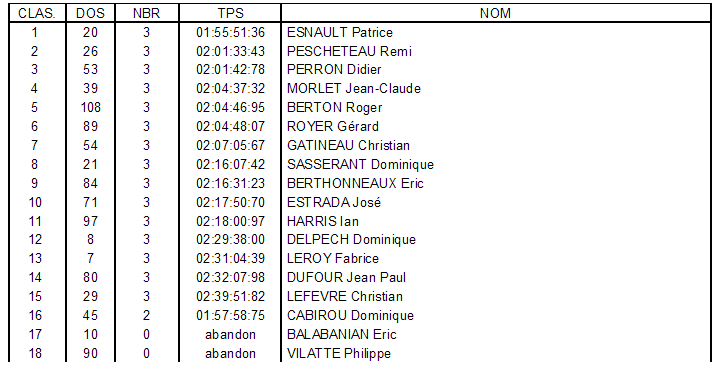 CLAS. DOS NBR TPS NOM
1 20 3 01:55:51:36 ESNAULT Patrice
2 26 3 02:01:33:43 PESCHETEAU Remi
3 53 3 02:01:42:78 PERRON Didier
4 39 3 02:04:37:32 MORLET Jean-Claude
5 108 3 02:04:46:95 BERTON Roger
6 89 3 02:04:48:07 ROYER Gérard
7 54 3 02:07:05:67 GATINEAU Christian
8 21 3 02:16:07:42 SASSERANT Dominique
9 84 3 02:16:31:23 BERTHONNEAUX Eric
10 71 3 02:17:50:70 ESTRADA José
11 97 3 02:18:00:97 HARRIS Ian
12 8 3 02:29:38:00 DELPECH Dominique
13 7 3 02:31:04:39 LEROY Fabrice
14 80 3 02:32:07:98 DUFOUR Jean Paul
15 29 3 02:39:51:82 LEFEVRE Christian
16 45 2 01:57:58:75 CABIROU Dominique
17 10 0 abandon BALABANIAN Eric
18 90 0 abandon VILATTE Philippe